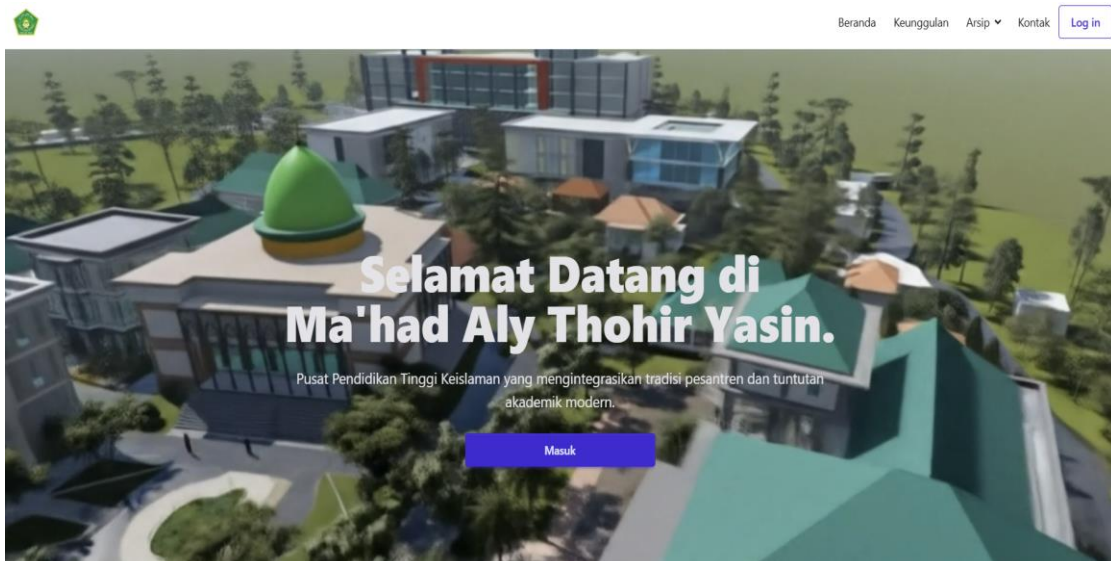 Beranda Keunggulan Arsip Kontak Log in
Selamat Datang di
Ma'had Aly Thohir Yasin.
Pusat Pendidikan Tinggi Keislaman yang mengintegrasikan tradisi pesantren dan tuntutan
akademik modern.
Masuk